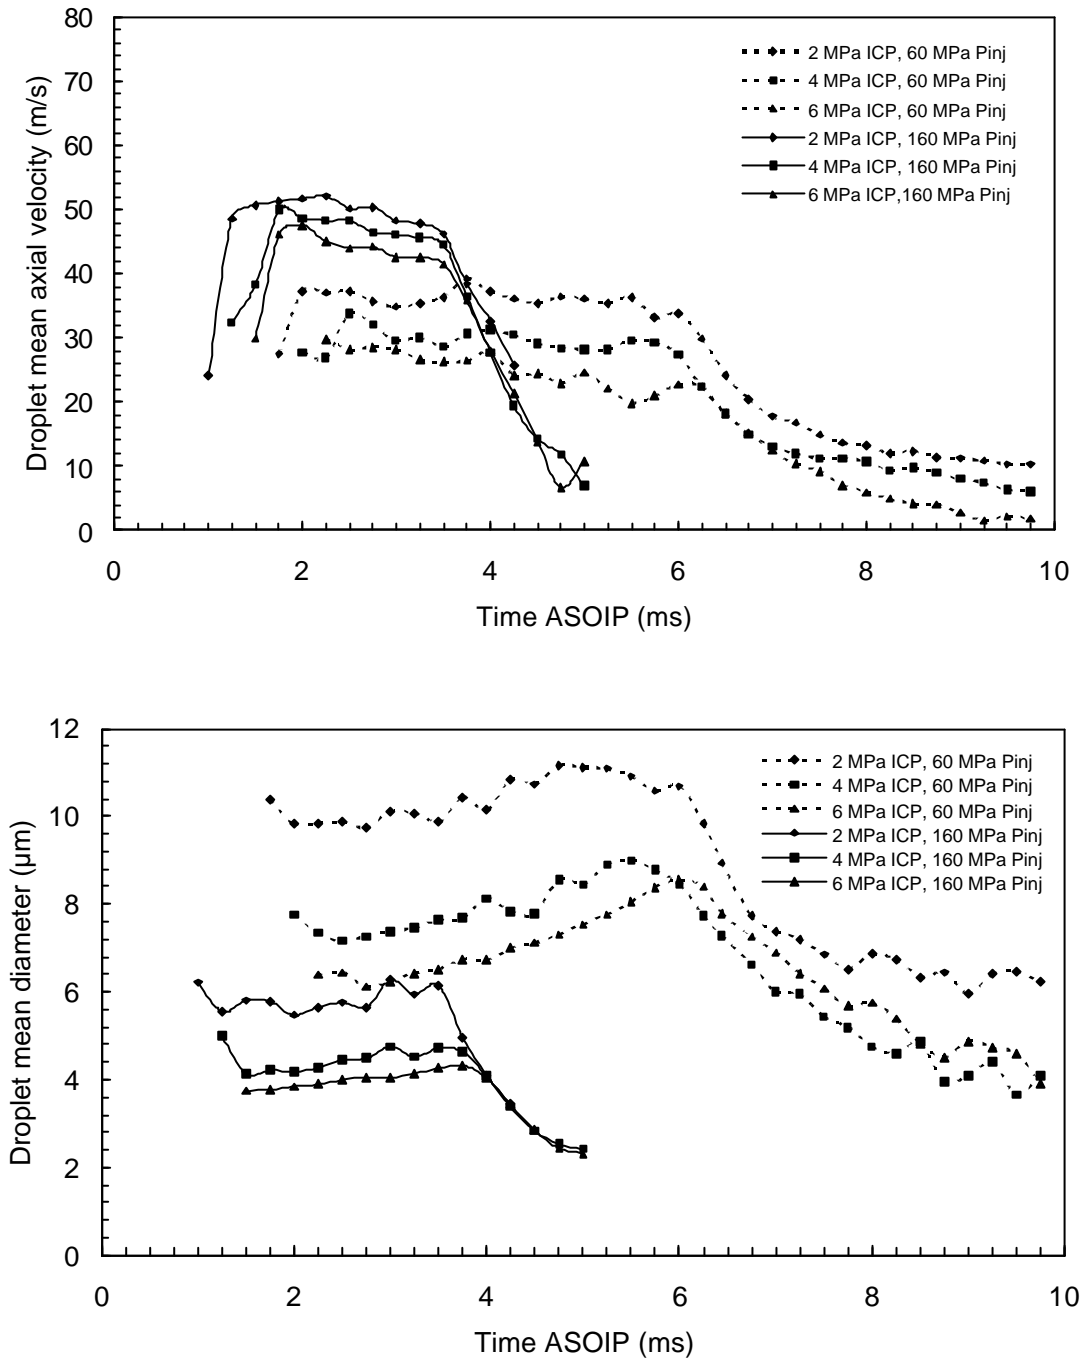 80
70
60
50
40
30
20
10
0
Droplet mean axial velocity (m/s)
2 MPa ICP, 60 MPa Pinj
4 MPa ICP, 60 MPa Pinj
6 MPa ICP, 60 MPa Pinj
2 MPa ICP, 160 MPa Pinj
4 MPa ICP, 160 MPa Pinj
6 MPa ICP,160 MPa Pinj
0 2 4 6 8 10
Time ASOIP (ms)
12
10
8
6
4
2
0
Droplet mean diameter (µm)
2 MPa ICP, 60 MPa Pinj
4 MPa ICP, 60 MPa Pinj
6 MPa ICP, 60 MPa Pinj
2 MPa ICP, 160 MPa Pinj
4 MPa ICP, 160 MPa Pinj
6 MPa ICP, 160 MPa Pinj
0 2 4 6 8 10
Time ASOIP (ms)